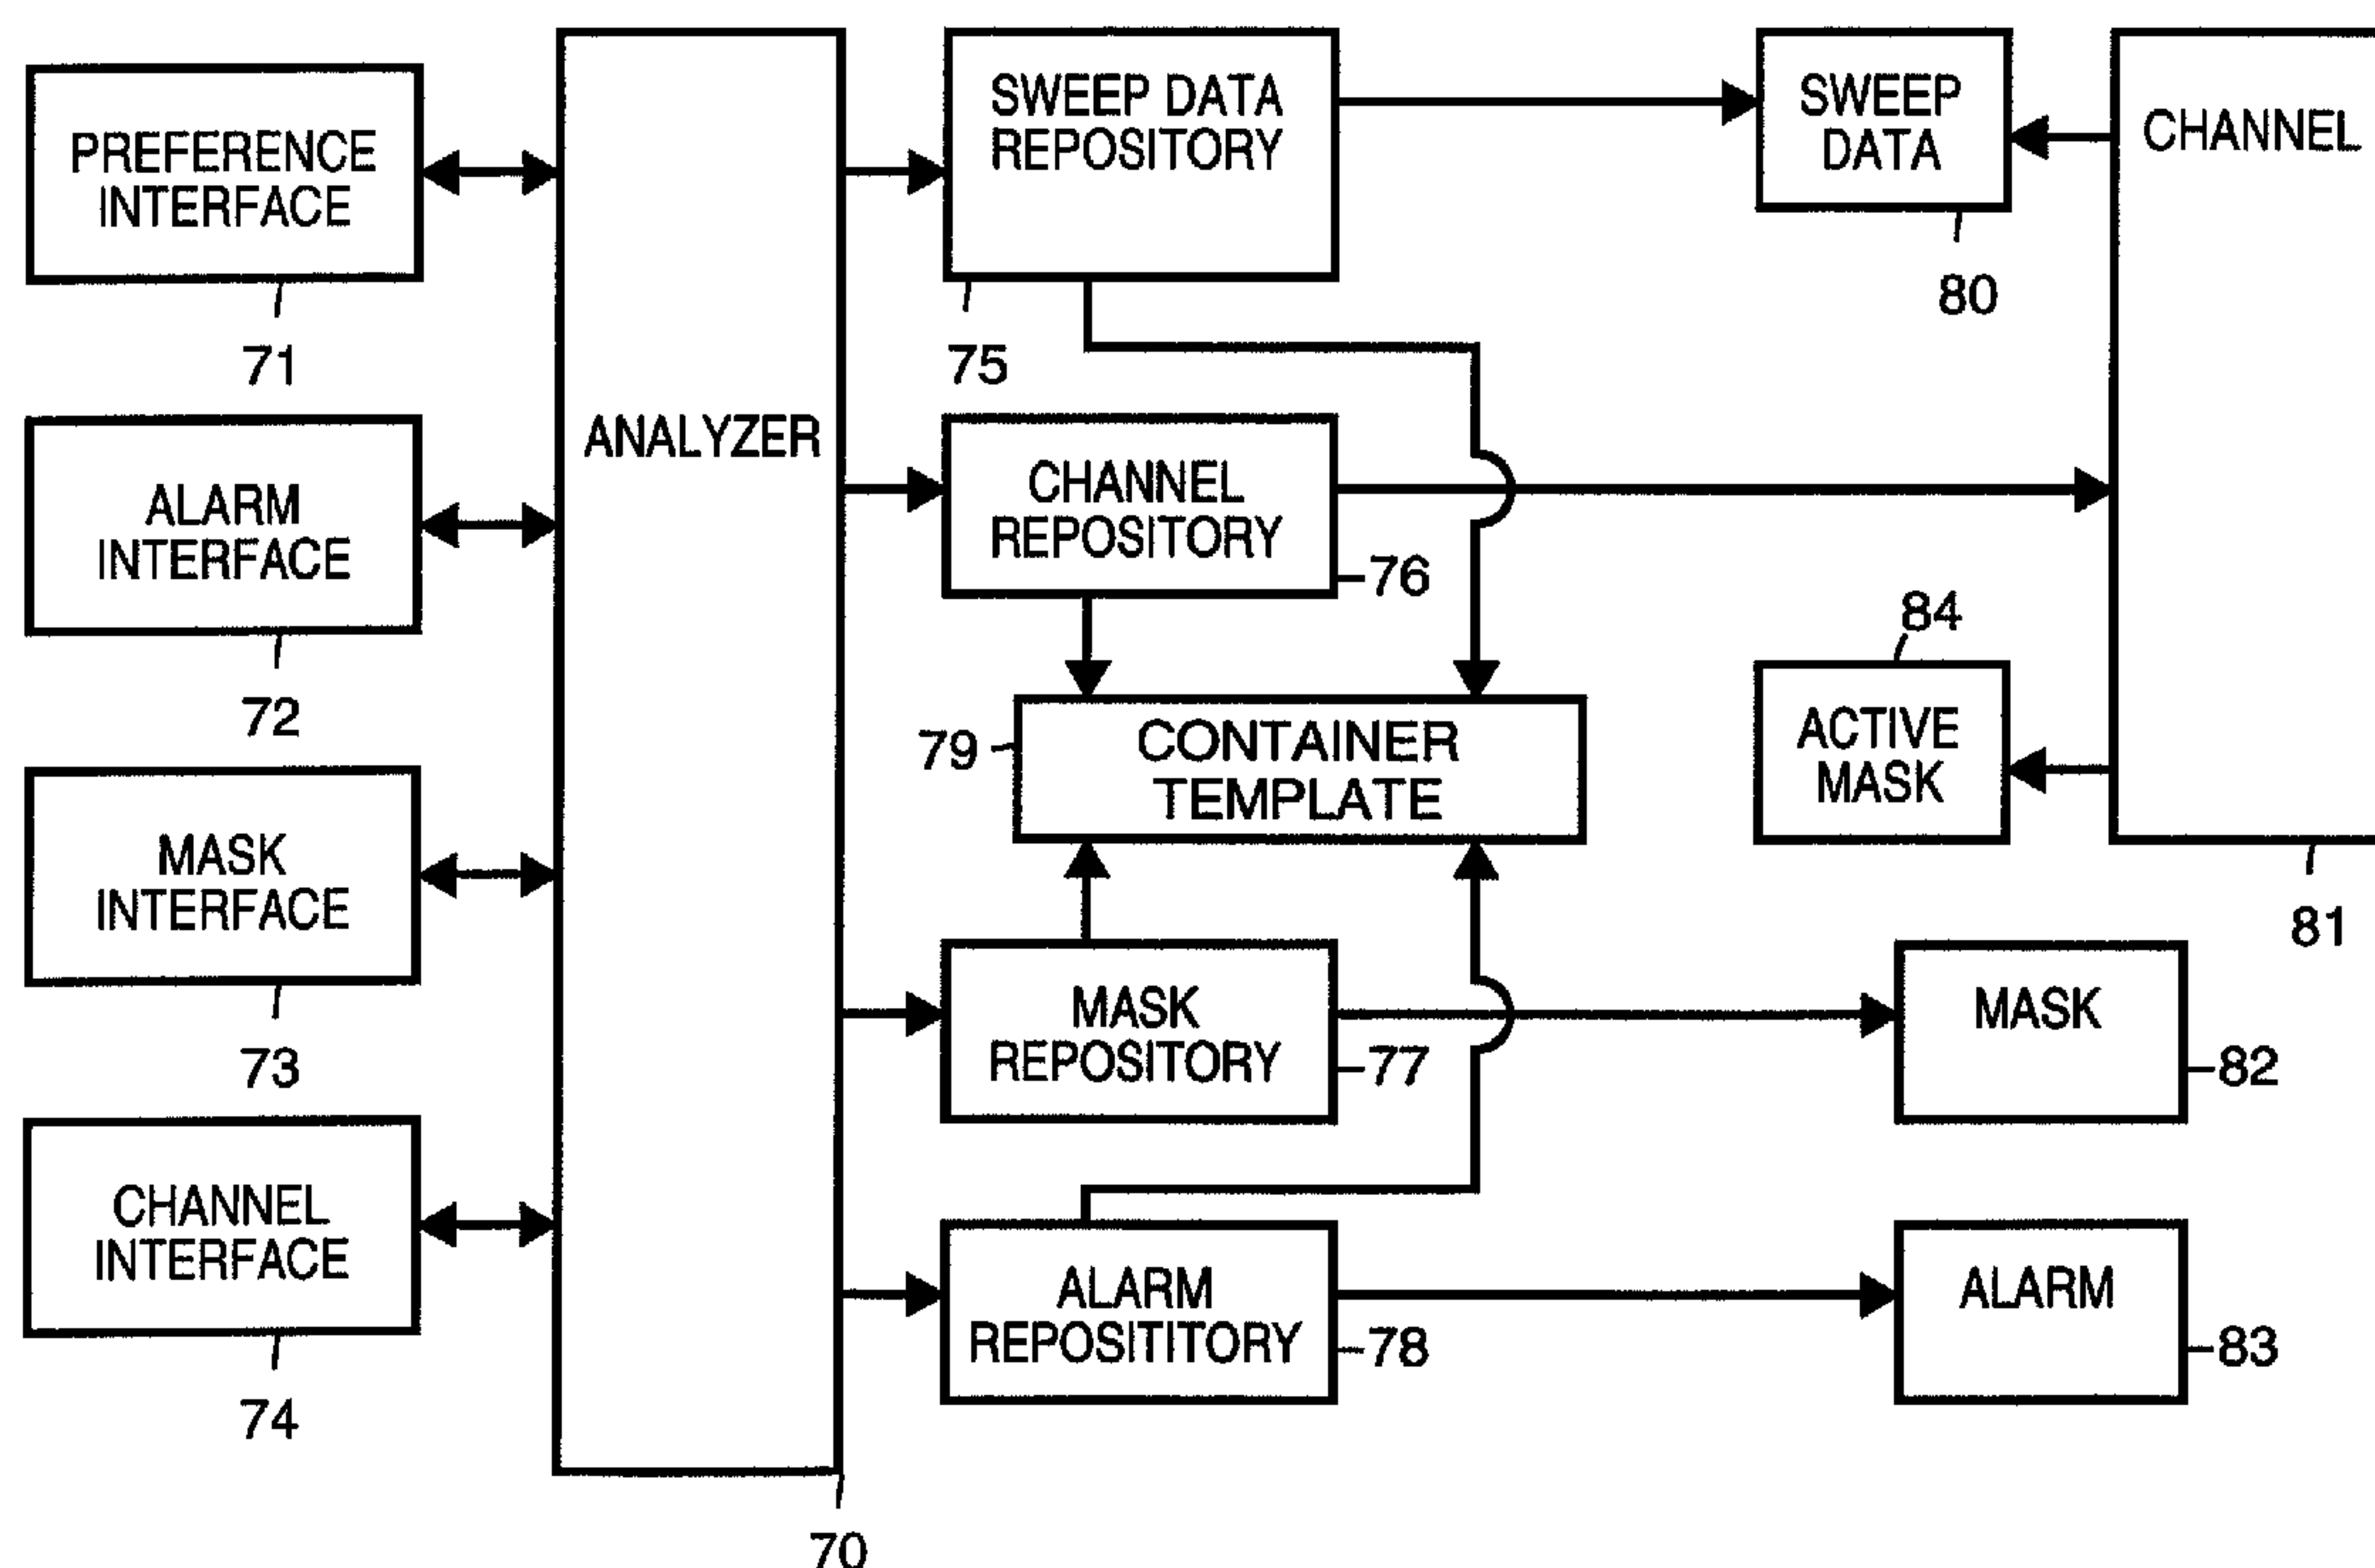 PREFERENCE
INTERFACE
71
ALARM
INTERFACE
72
MASK
INTERFACE
73
CHANNEL
INTERFACE
74
ANALYZER
70
SWEEP DATA
REPOSITORY
75
CHANNEL
REPOSITORY
76
79
CONTAINER
TEMPLATE
MASK
REPOSITORY
77
ALARM
REPOSITITORY
78
SWEEP
DATA
80
CHANNEL
81
84
ACTIVE
MASK
MASK
82
ALARM
83